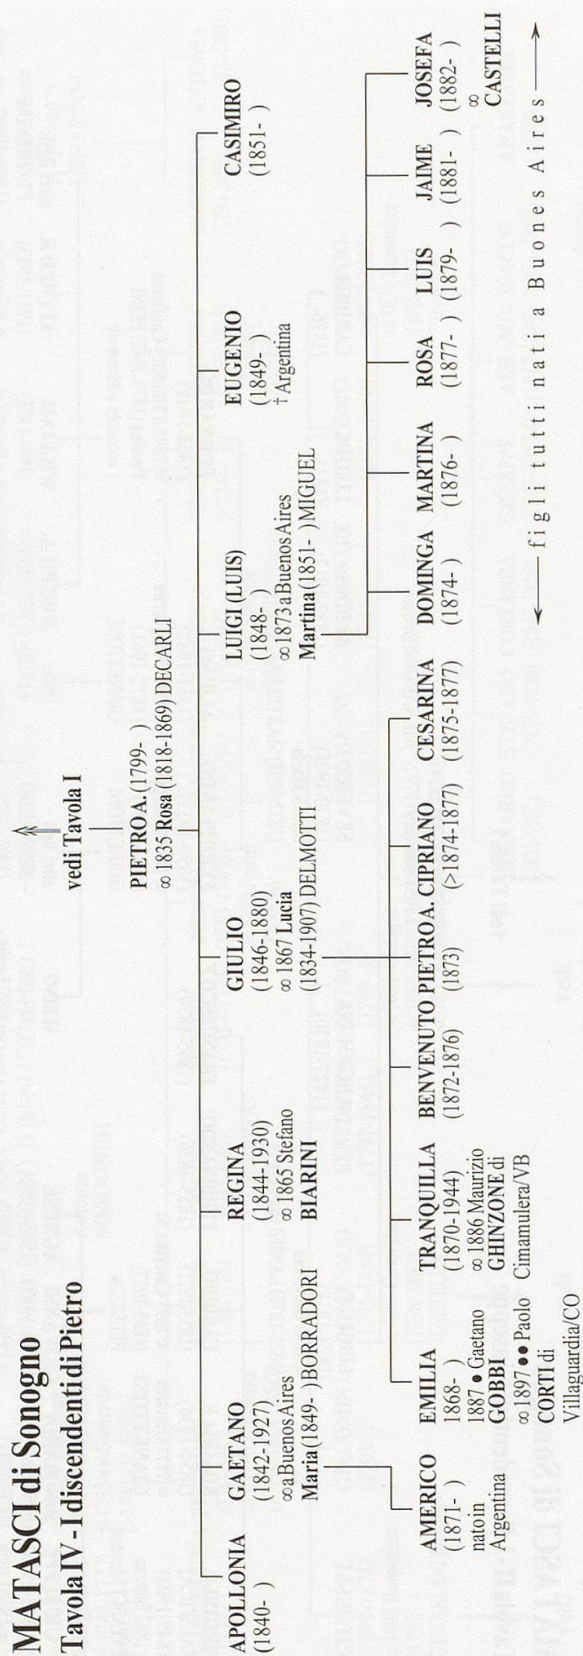 MATASCI di Sonogno
Tavola IV - I discendenti di Pietro
vedi Tavola I
PIETRO A. (1799- )
∞ 1835 Rosa (1818-1869) DECARLI
APOLLONIA
(1840- )
GAETANO
(1842-1927)
∞ a Buenos Aires
Maria (1849- ) BORRADORI
REGINA
(1844-1930)
∞ 1865 Stefano
BIARINI
GIULIO
(1846-1880)
∞ 1867 Lucia
(1834-1907) DELMOTTI
LUIGI (LUIS)
(1848- )
∞ 1873 a Buenos Aires
Martina (1851- ) MIGUEL
EUGENIO
(1849- )
† Argentina
CASIMIRO
(1851- )
AMERICO
(1871- )
nato in
Argentina
EMILIA
1868- )
1887 ● Gaetano
GOBBI
∞ 1897 ●● Paolo
CORTI di
Villaguardia/CO
TRANQUILLA
(1870-1944)
∞ 1886 Maurizio
GHINZONE di
Cimamulera/VB
BENVENUTO
(1872-1876)
PIETRO A.
(1873)
CIPRIANO
(>1874-1877)
CESARINA
(1875-1877)
DOMINGA
(1874- )
MARTINA
(1876- )
ROSA
(1877- )
LUIS
(1879- )
JAIME
(1881- )
JOSEFA
(1882- )
∞
CASTELLI
figli tutti nati a Buones Aires